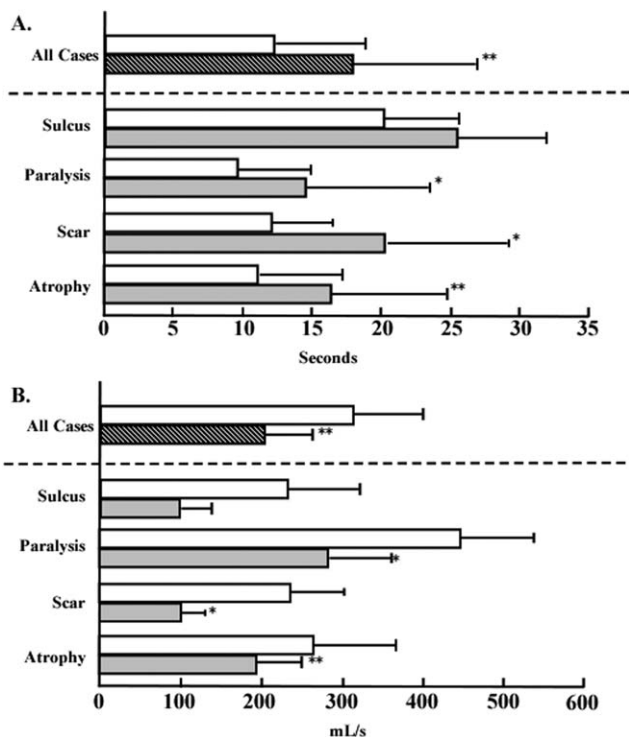 A.
All Cases
**
Sulcus
Paralysis
*
Scar
*
Atrophy
**
0 5 10 15 20 25 30 35
Seconds
B.
All Cases
**
Sulcus
Paralysis
*
Scar
*
Atrophy
**
0 100 200 300 400 500 600
mL/s